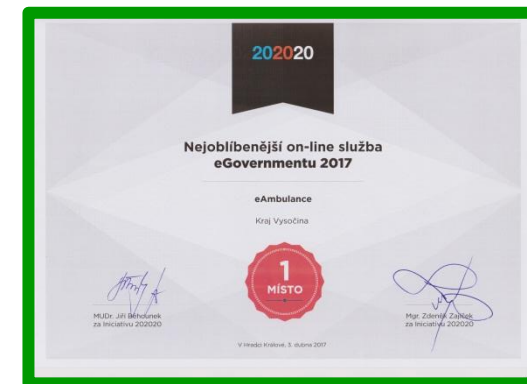 202020
Nejoblíbenější on-line služba
eGovernmentu 2017
eAmbulance
Kraj Vysočina
1
MÍSTO
MUDr. Jiří Běhounek
za Iniciativu 202020
Mgr. Zdeněk Zajíček
za Iniciativu 202020
V Hradci Králové, 3. dubna 2017